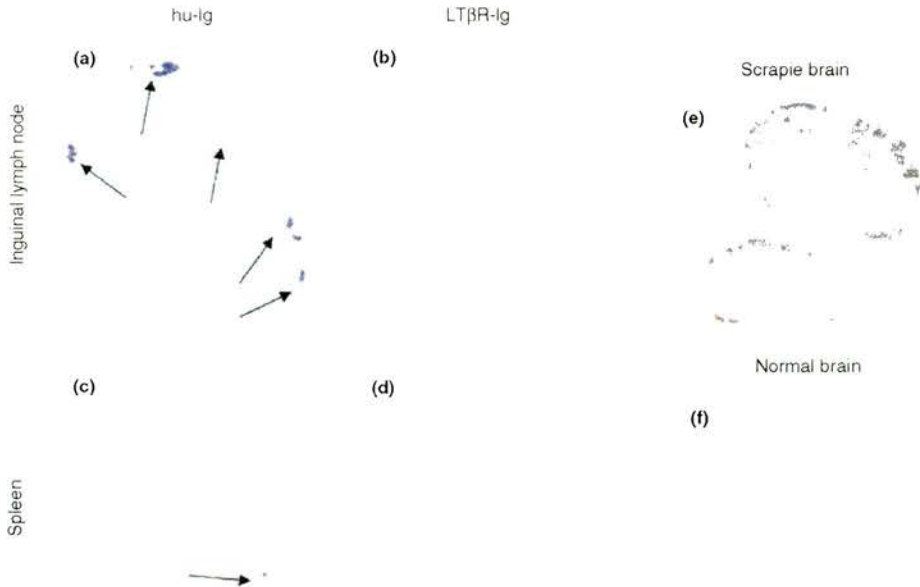 hu-Ig
LTβR-Ig
(a)
(b)
Scrapie brain
(e)
Inguinal lymph node
Normal brain
(c)
(d)
(f)
Spleen